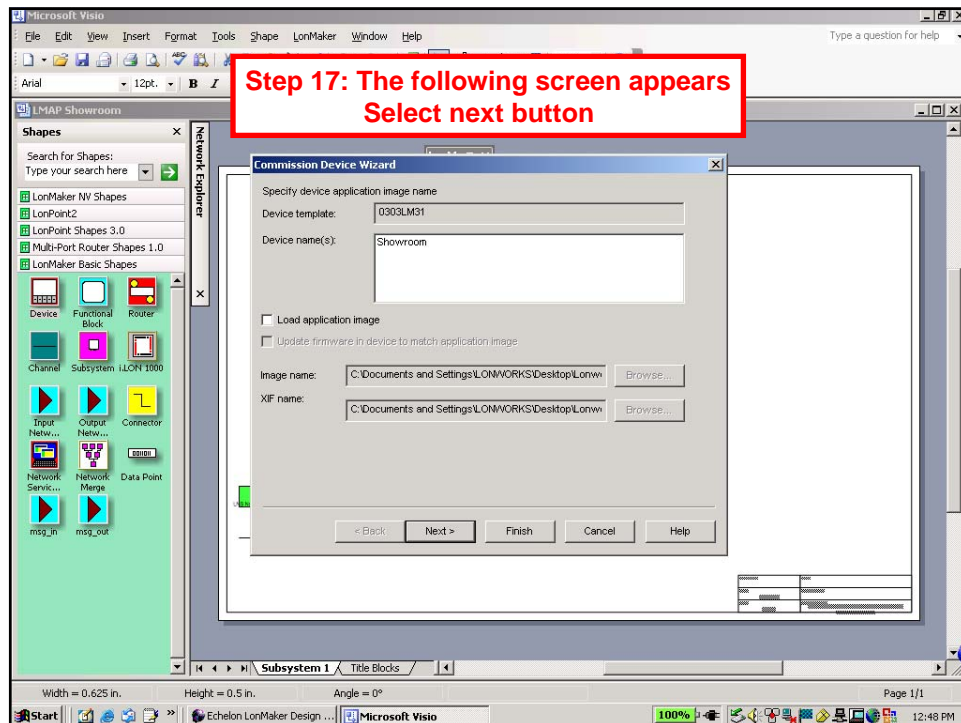 Microsoft Visio
File Edit View Insert Format Tools Shape LonMaker Window Help
Type a question for help
Arial
12pt.
B I
Step 17: The following screen appears
Select next button
LMAP Showroom
Shapes
Search for Shapes:
Type your search here
LonMaker NV Shapes
LonPoint2
LonPoint Shapes 3.0
Multi-Port Router Shapes 1.0
LonMaker Basic Shapes
Device
Functional Block
Router
Channel
Subsystem
i.LON 1000
Input Netw...
Output Netw...
Connector
Network Servic...
Network Merge
Data Point
msg_in
msg_out
Network Explorer
Commission Device Wizard
Specify device application image name
Device template:
0303LM31
Device name(s):
Showroom
Load application image
Update firmware in device to match application image
Image name:
C:\Documents and Settings\LONWORKS\Desktop\Lonw
Browse...
XIF name:
C:\Documents and Settings\LONWORKS\Desktop\Lonw
Browse...
< Back
Next >
Finish
Cancel
Help
Subsystem 1
Title Blocks
Width = 0.625 in.
Height = 0.5 in.
Angle = 0°
Page 1/1
Start
Echelon LonMaker Design ...
Microsoft Visio
100%
12:48 PM